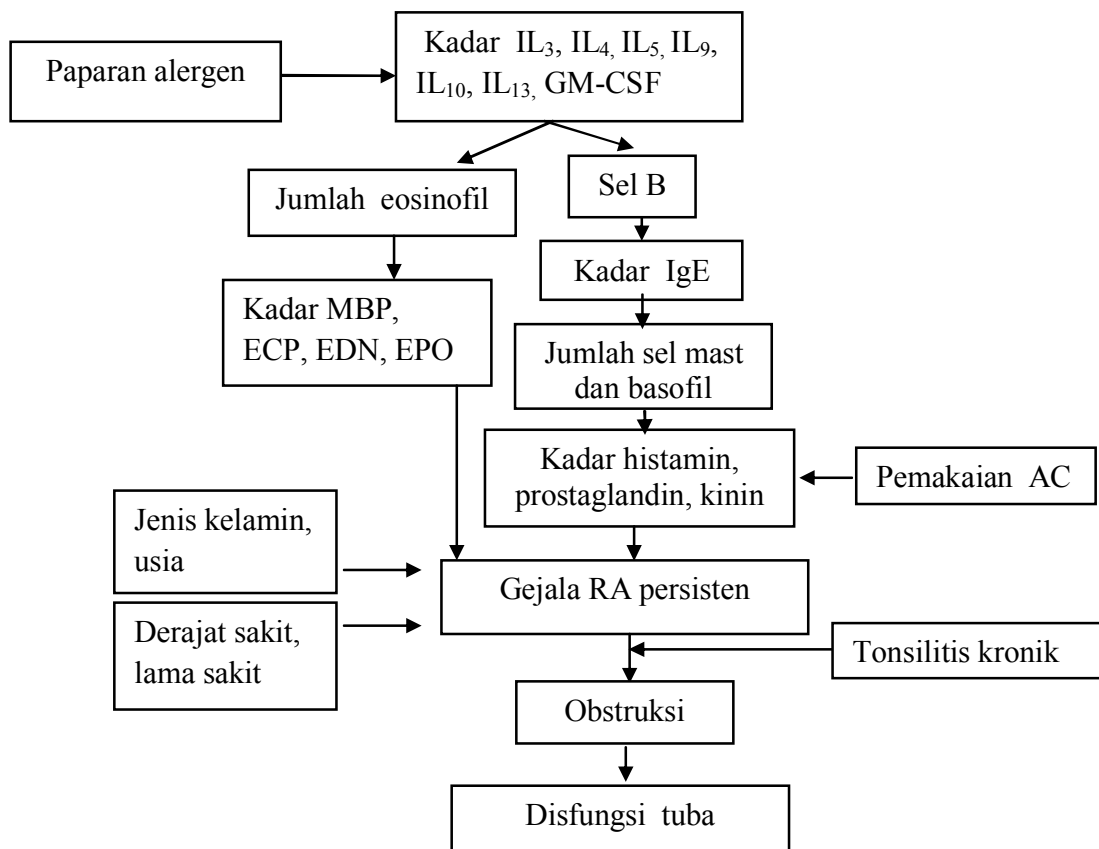 Paparan alergen
Kadar IL₃, IL₄, IL₅, IL₉,
IL₁₀, IL₁₃, GM-CSF
Jumlah eosinofil
Sel B
Kadar IgE
Kadar MBP,
ECP, EDN, EPO
Jumlah sel mast
dan basofil
Kadar histamin,
prostaglandin, kinin
Pemakaian AC
Jenis kelamin,
usia
Gejala RA persisten
Derajat sakit,
lama sakit
Tonsilitis kronik
Obstruksi
Disfungsi tuba